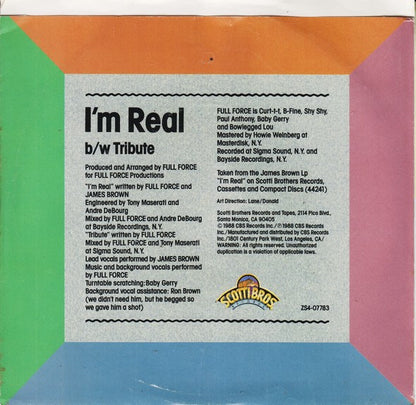 I'm Real
b/w Tribute
Produced and Arranged by FULL FORCE
for FULL FORCE Productions
"I'm Real" written by FULL FORCE and
JAMES BROWN
Engineered by Tony Maserati and
Andre DeBourg
Mixed by FULL FORCE and Andre DeBourg
at Bayside Recordings, N.Y.
"Tribute" written by FULL FORCE
Mixed by FULL FORCE and Tony Maserati
at Sigma Sound, N.Y.
Lead vocals performed by JAMES BROWN
Music and background vocals performed
by FULL FORCE
Turntable scratching: Baby Gerry
Background vocal assistance: Ron Brown
(we didn't need him, but he begged so
we gave him a shot)
FULL FORCE is Curt-t-t, B-Fine, Shy Shy,
Paul Anthony, Baby Gerry
and Bowlegged Lou
Mastered by Howie Weinberg at
Masterdisk, N.Y.
Recorded at Sigma Sound, N.Y. and
Bayside Recordings, N.Y.
Taken from the James Brown Lp
"I'm Real" on Scotti Brothers Records,
Cassettes and Compact Discs (44241)
Art Direction: Lane/Donald
Scotti Brothers Records and Tapes, 2114 Pico Blvd.,
Santa Monica, CA 90405
© 1988 CBS Records Inc./℗ 1988 CBS Records
Inc./Manufactured and distributed by CBS Records
Inc./1801 Century Park West, Los Angeles, CA/
WARNING: All rights reserved. Unauthorized
duplication is a violation of applicable laws.
SCOTTI BROS
ZS4-07783